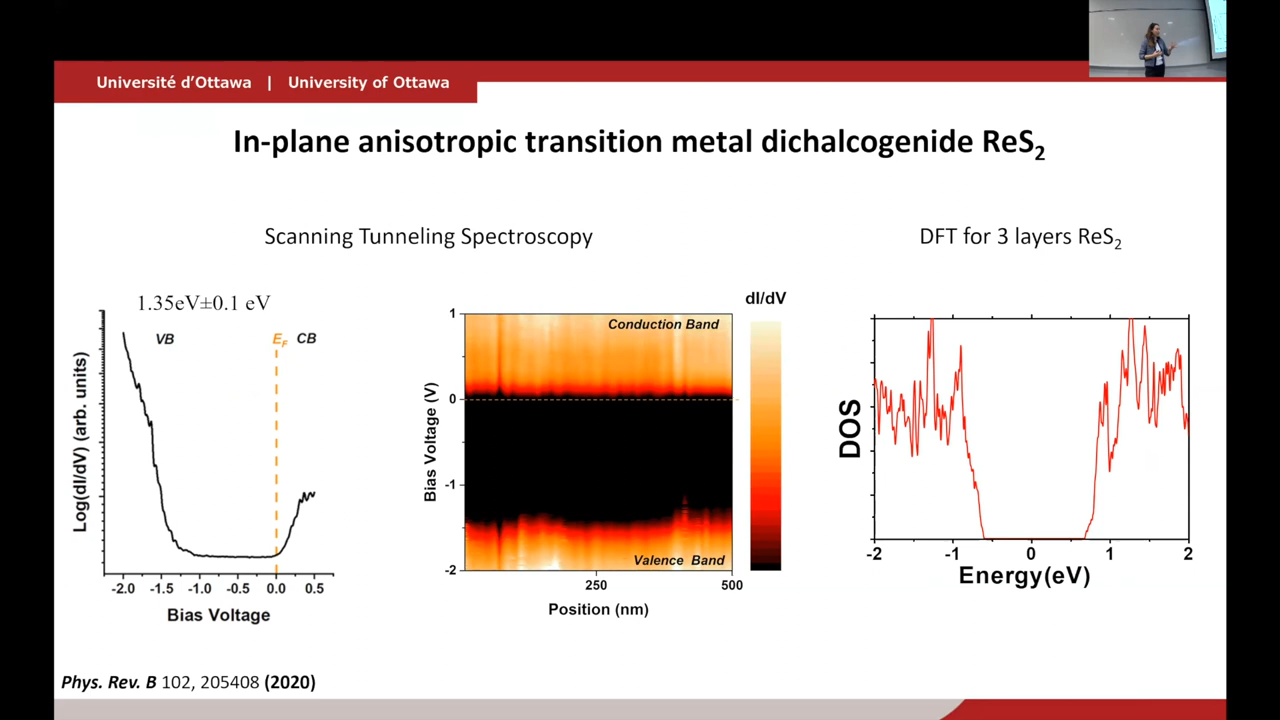 Université d'Ottawa | University of Ottawa
In-plane anisotropic transition metal dichalcogenide ReS₂
Scanning Tunneling Spectroscopy
DFT for 3 layers ReS₂
1.35eV±0.1 eV
VB
E_F
CB
Log(dI/dV) (arb. units)
-2.0 -1.5 -1.0 -0.5 0.0 0.5
Bias Voltage
dI/dV
Conduction Band
Valence Band
Bias Voltage (V)
1
0
-1
-2
250 500
Position (nm)
DOS
-2 -1 0 1 2
Energy(eV)
Phys. Rev. B 102, 205408 (2020)